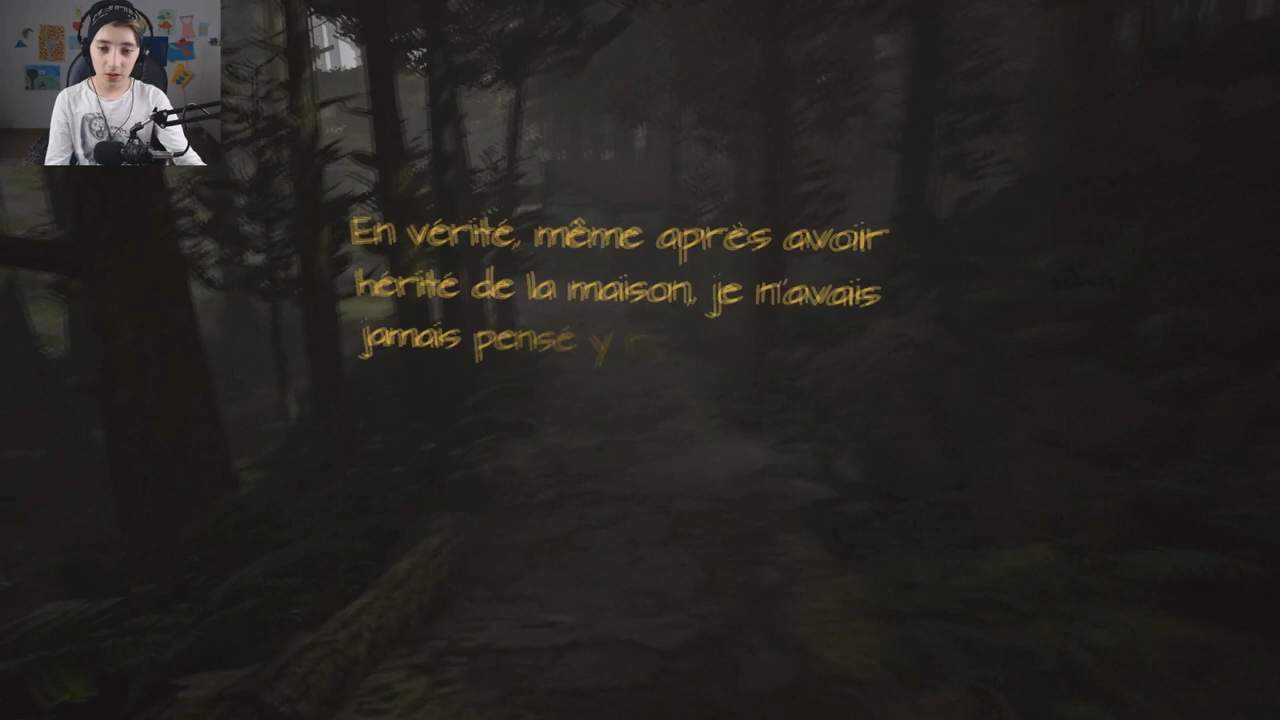 En vérité, même après avoir
hérité de la maison, je n'avais
jamais pensé y